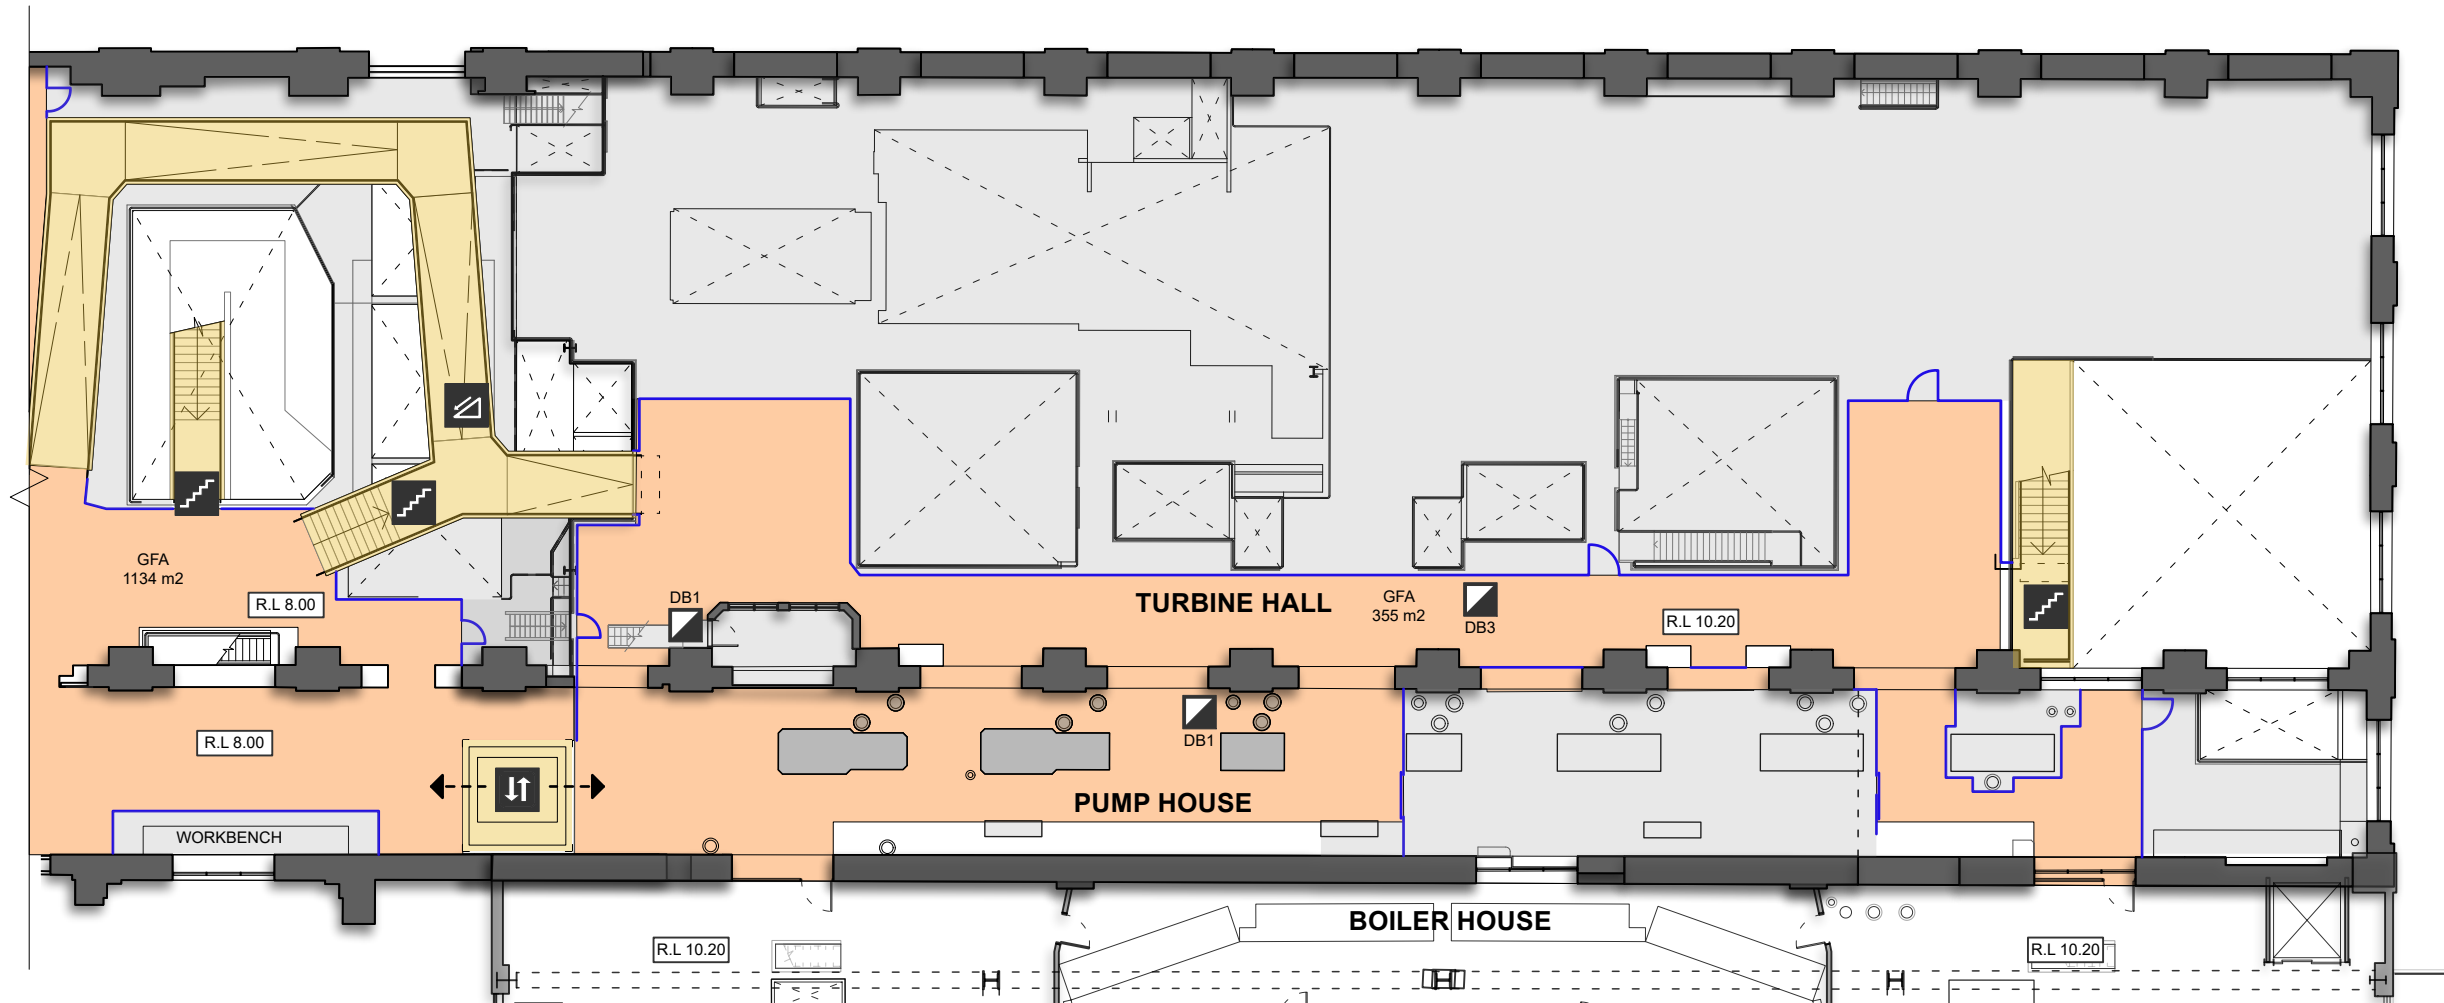 GFA
1134 m2
R.L 8.00
DB1
TURBINE HALL
GFA
355 m2
DB3
R.L 10.20
R.L 8.00
DB1
PUMP HOUSE
WORKBENCH
BOILER HOUSE
R.L 10.20
R.L 10.20